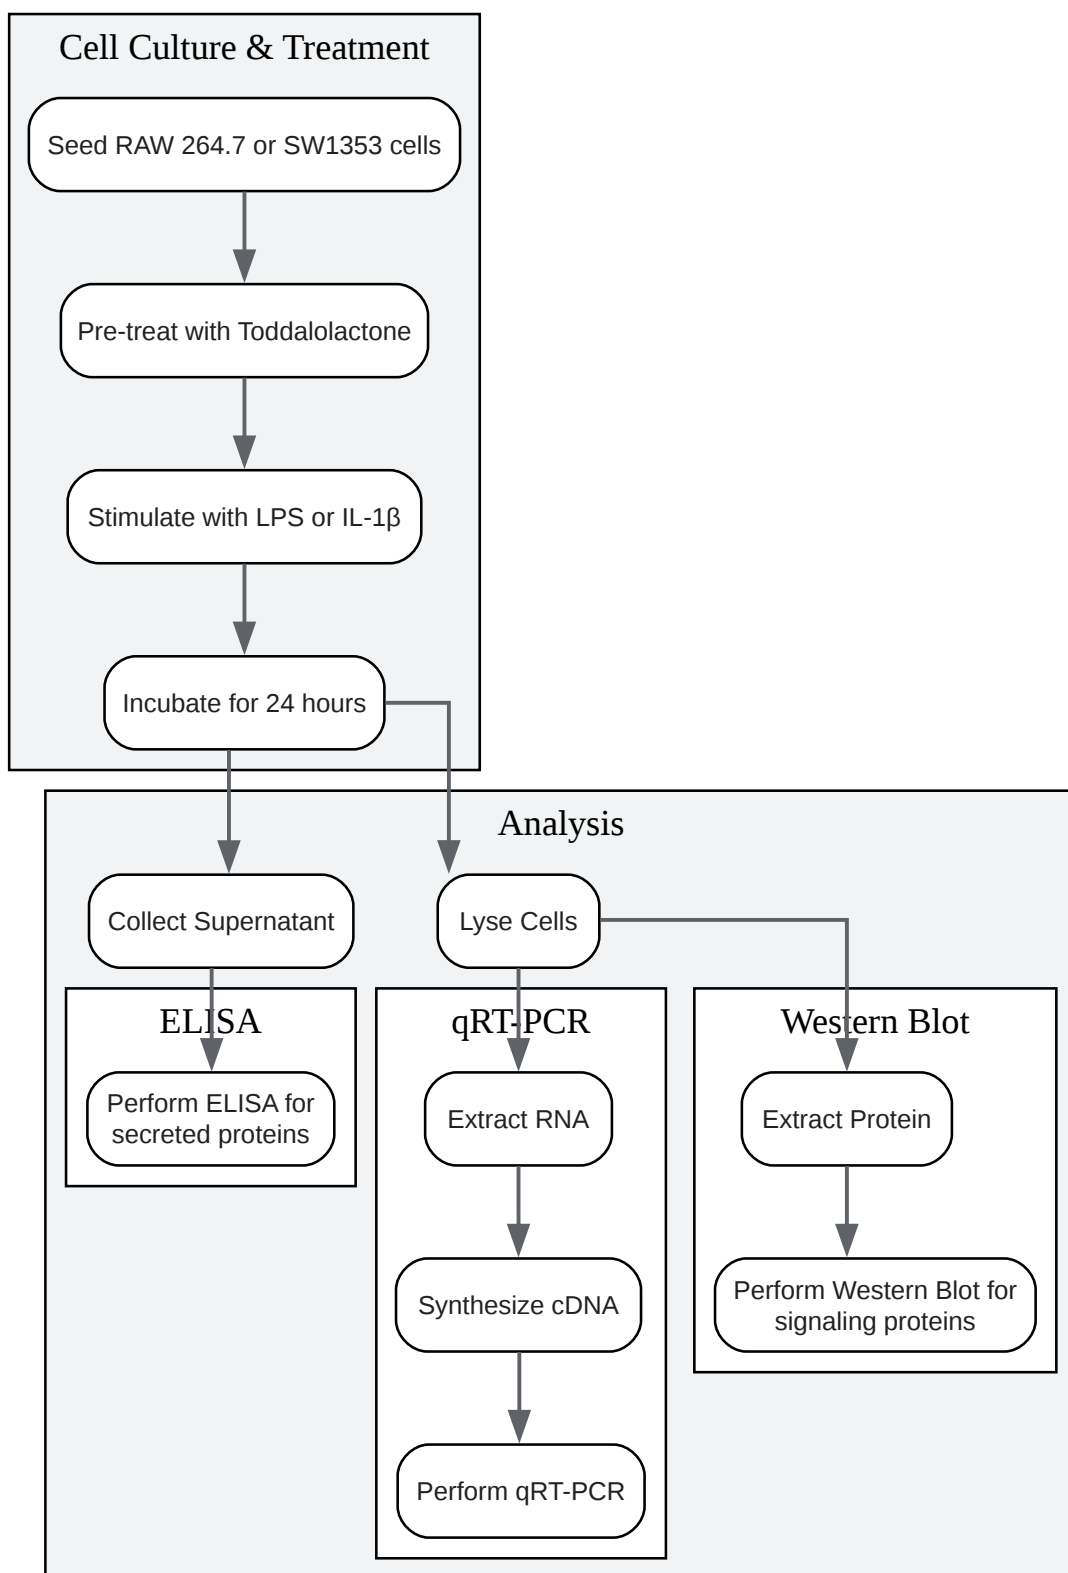 Cell Culture & Treatment
Seed RAW 264.7 or SW1353 cells
Pre-treat with Toddalolactone
Stimulate with LPS or IL-1β
Incubate for 24 hours
Analysis
Collect Supernatant
Lyse Cells
ELISA
Perform ELISA for
secreted proteins
qRT-PCR
Extract RNA
Synthesize cDNA
Perform qRT-PCR
Western Blot
Extract Protein
Perform Western Blot for
signaling proteins